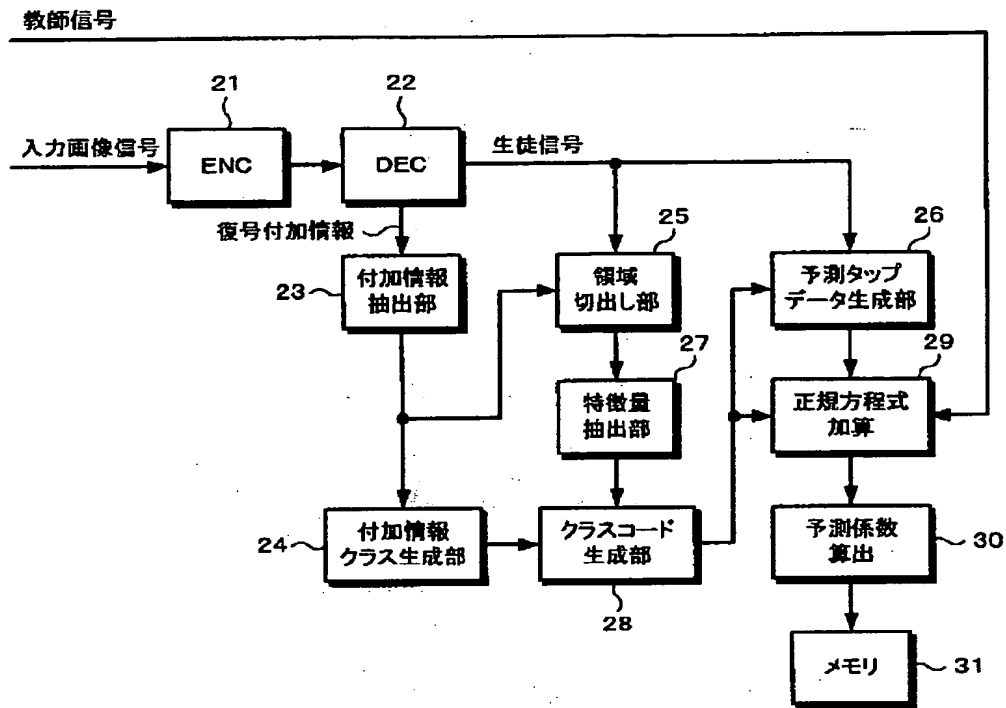 教師信号
21
22
入力画像信号
ENC
DEC
生徒信号
復号付加情報
25
26
23
付加情報
抽出部
領域
切出し部
予測タップ
データ生成部
27
29
特徴量
抽出部
正規方程式
加算
24
付加情報
クラス生成部
クラスコード
生成部
28
予測係数
算出
30
メモリ
31